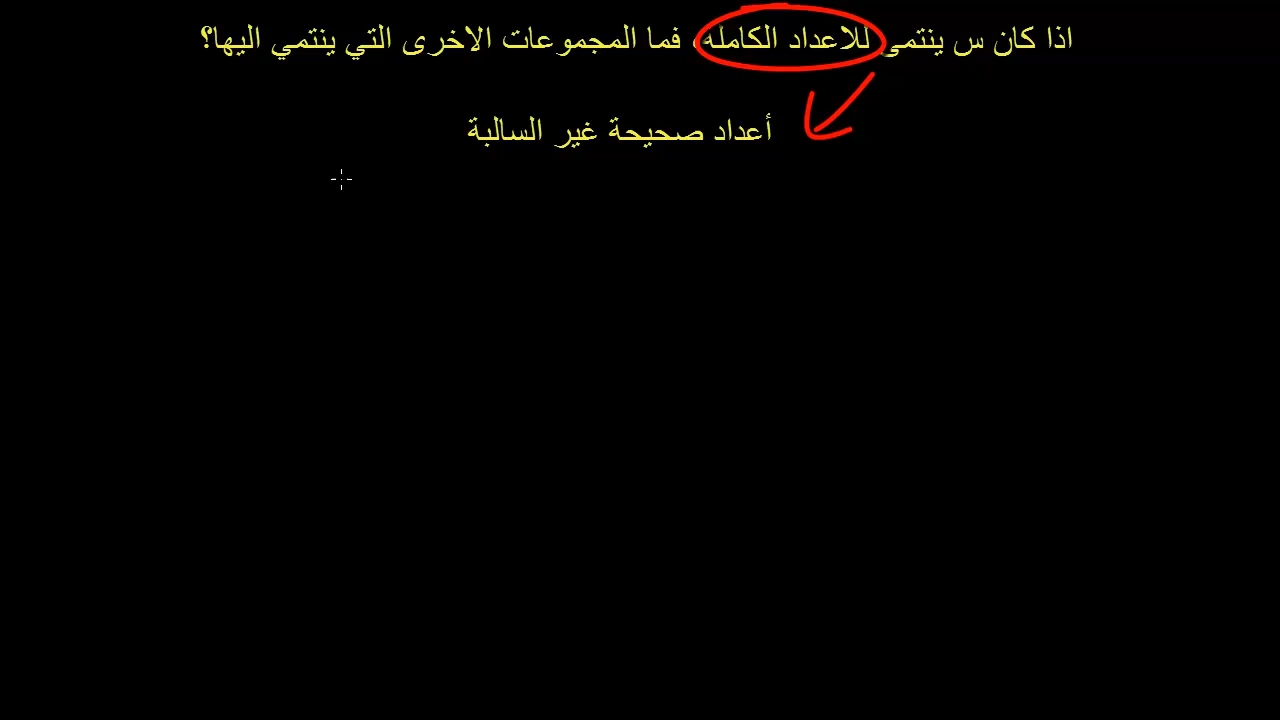 اذا كان س ينتمي للاعداد الكامله، فما المجموعات الاخرى التي ينتمي اليها؟
أعداد صحيحة غير السالبة